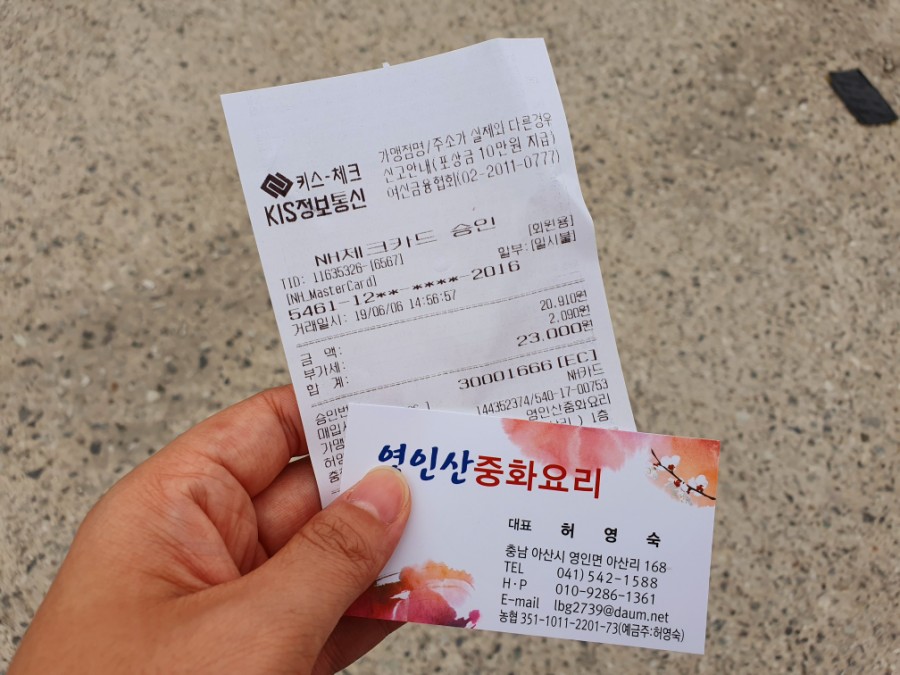 가맹점명/주소가 실제와 다른경우
신고안내(포상금 10만원 지급)
여신금융협회(02-2011-0777)
키스-체크
KIS정보통신
NH체크카드 승인
[회원용]
TID: 11635326-[6567]
일부:[일시불]
[NH_MasterCard]
5461-12**-****-2016
거래일시: 19/06/06 14:56:57
금 액: 20,910원
부가세: 2,090원
합 계: 23,000원
30001666 [EC]
NH카드
144352374/540-17-00753
영인산중화요리
1층
영인산중화요리
대표 허 영 숙
충남 아산시 영인면 아산리 168
TEL 041) 542-1588
H·P 010-9286-1361
E-mail lbg2739@daum.net
농협 351-1011-2201-73(예금주:허영숙)